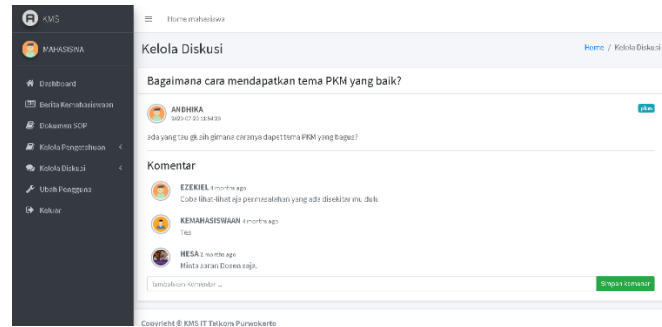 KMS
Home mahasiswa
MAHASISWA
Kelola Diskusi
Home / Kelola Diskusi
Dashboard
Berita Kemahasiswaan
Dokumen SOP
Kelola Pengetahuan
Kelola Diskusi
Ubah Pengguna
Keluar
Bagaimana cara mendapatkan tema PKM yang baik?
ANDHIKA
pkm
ada yang tau gk sih gimana caranya dapet tema PKM yang bagus?
Komentar
EZEKIEL 4 months ago
Coba lihat-lihat aja permasalahan yang ada disekitar mu dulu
KEMAHASISWAAN 4 months ago
Tes
HESA 2 months ago
Minta saran Dosen saja.
Tambahkan Komentar ...
Simpan komentar
Copyright © KMS IT Telkom Purwokerto